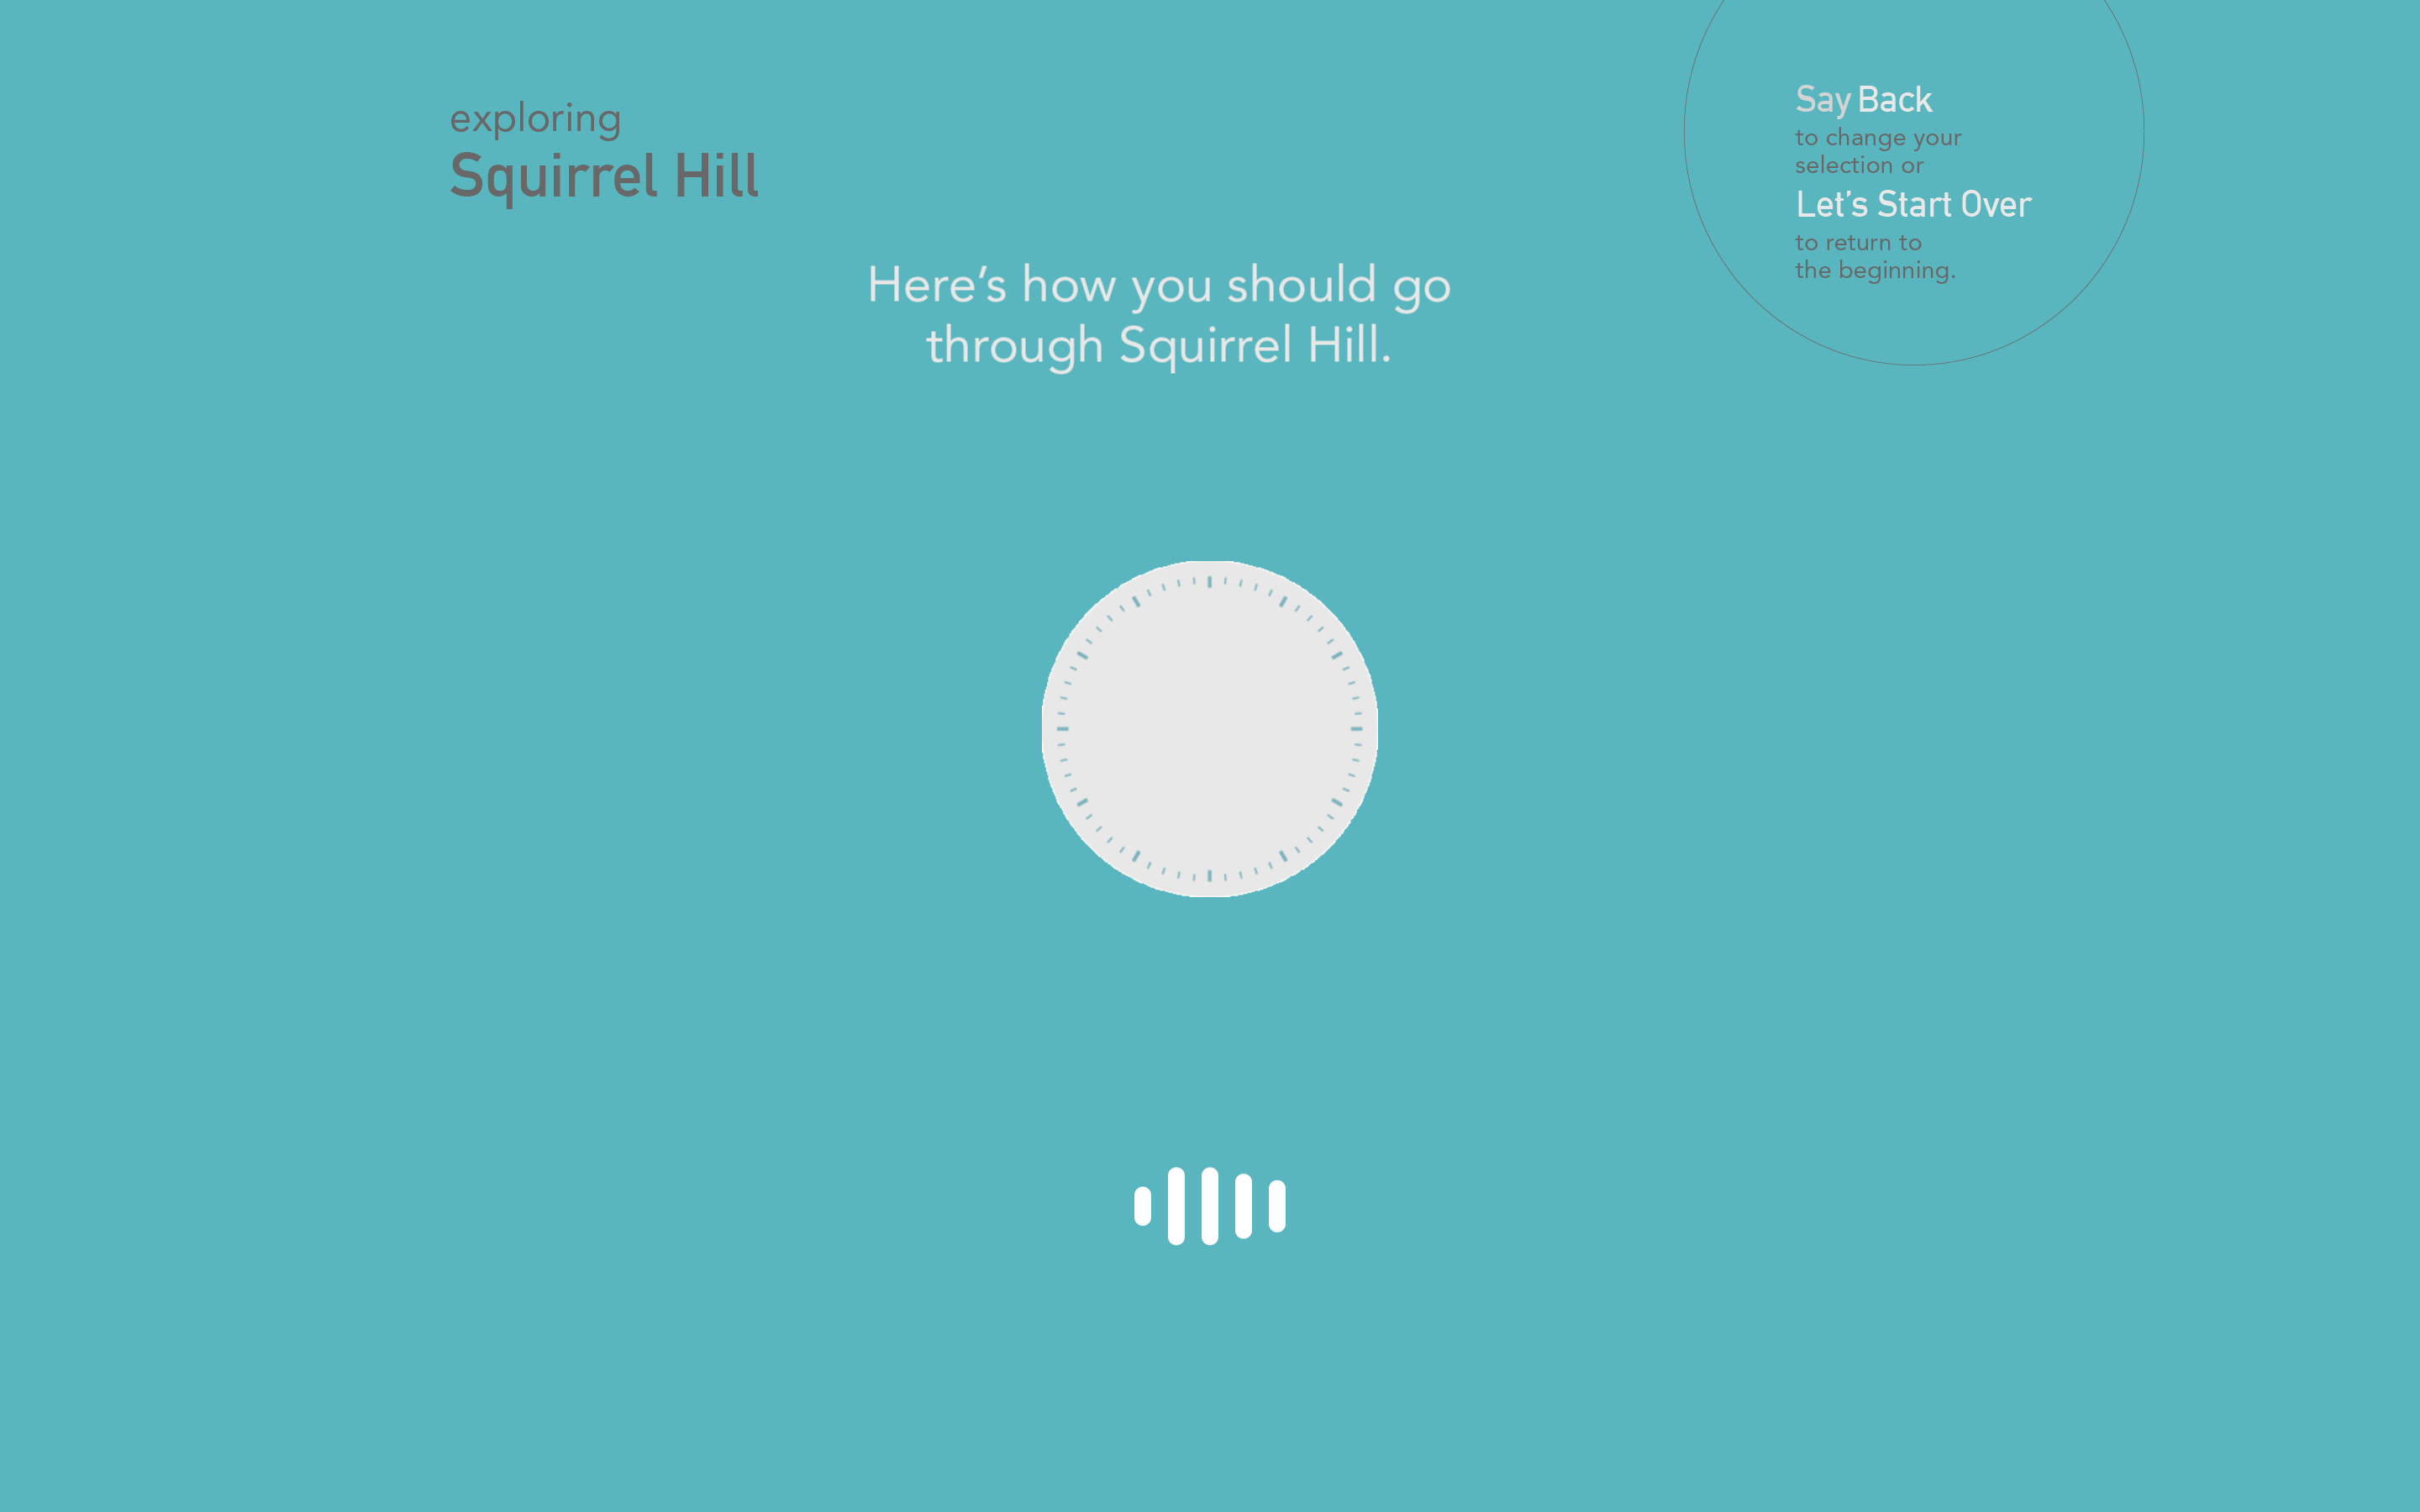 exploring
Squirrel Hill
Say Back
to change your
selection or
Let’s Start Over
to return to
the beginning.
Here’s how you should go
through Squirrel Hill.